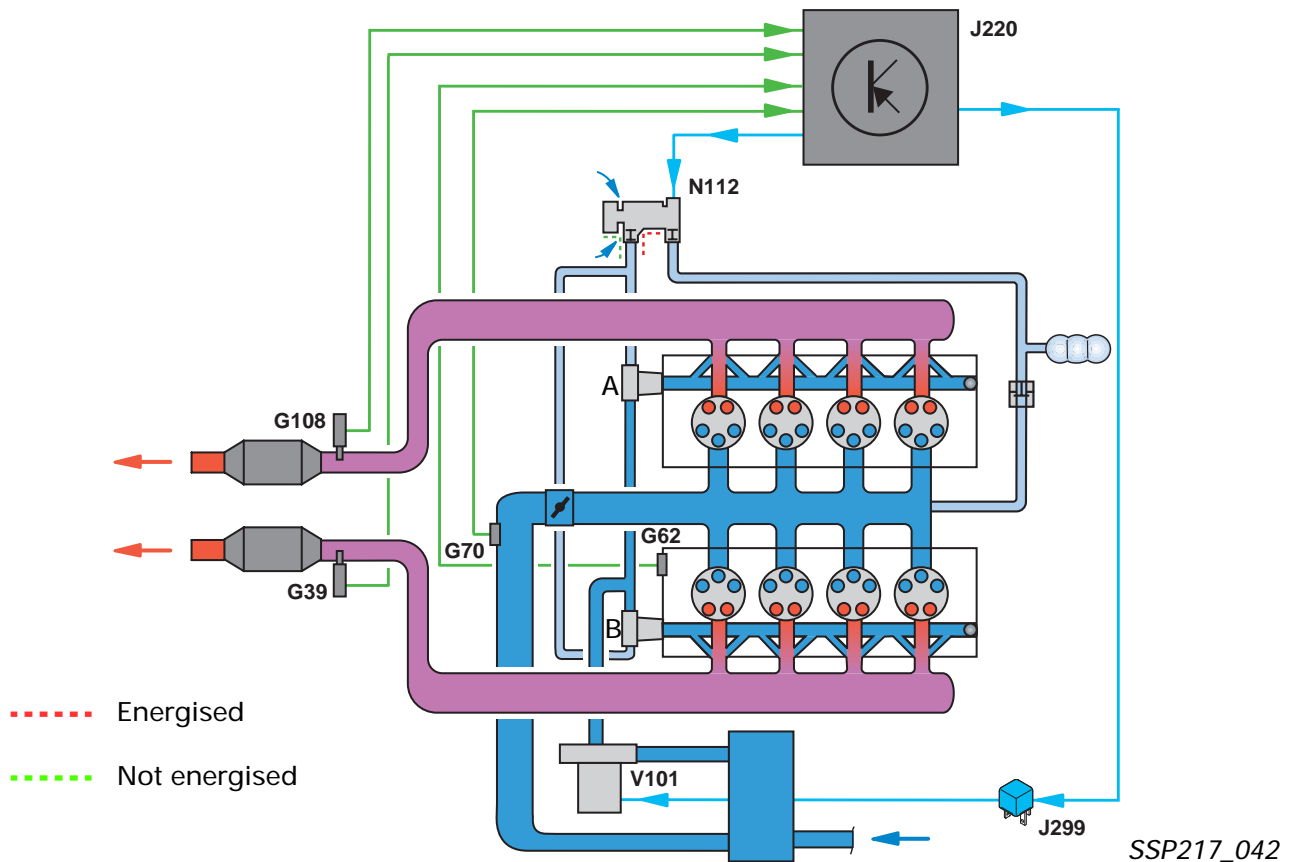 J220
N112
A
G108
G70
G62
G39
B
Energised
Not energised
V101
J299
SSP217_042